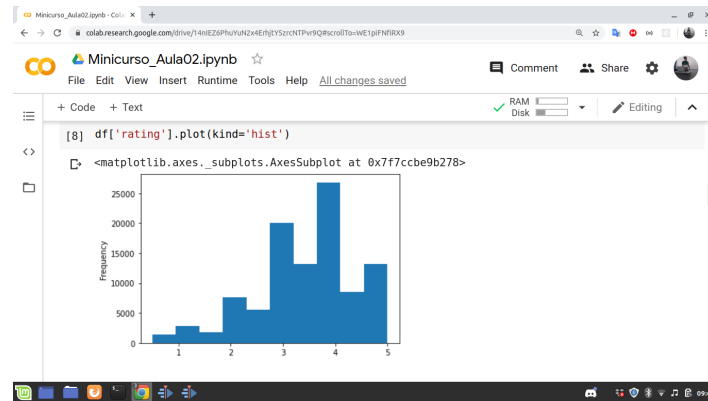 Minicurso_Aula02.ipynb - Cola
colab.research.google.com/drive/14nIEZ6PhuYuN2x4ErhjtYSzrcNTPvr9Q#scrollTo=WE1piFNfiRX9
Minicurso_Aula02.ipynb
Comment
Share
File Edit View Insert Runtime Tools Help All changes saved
+ Code + Text
RAM
Disk
Editing
[8] df['rating'].plot(kind='hist')
<matplotlib.axes._subplots.AxesSubplot at 0x7f7ccbe9b278>
25000
20000
15000
10000
5000
0
Frequency
1 2 3 4 5